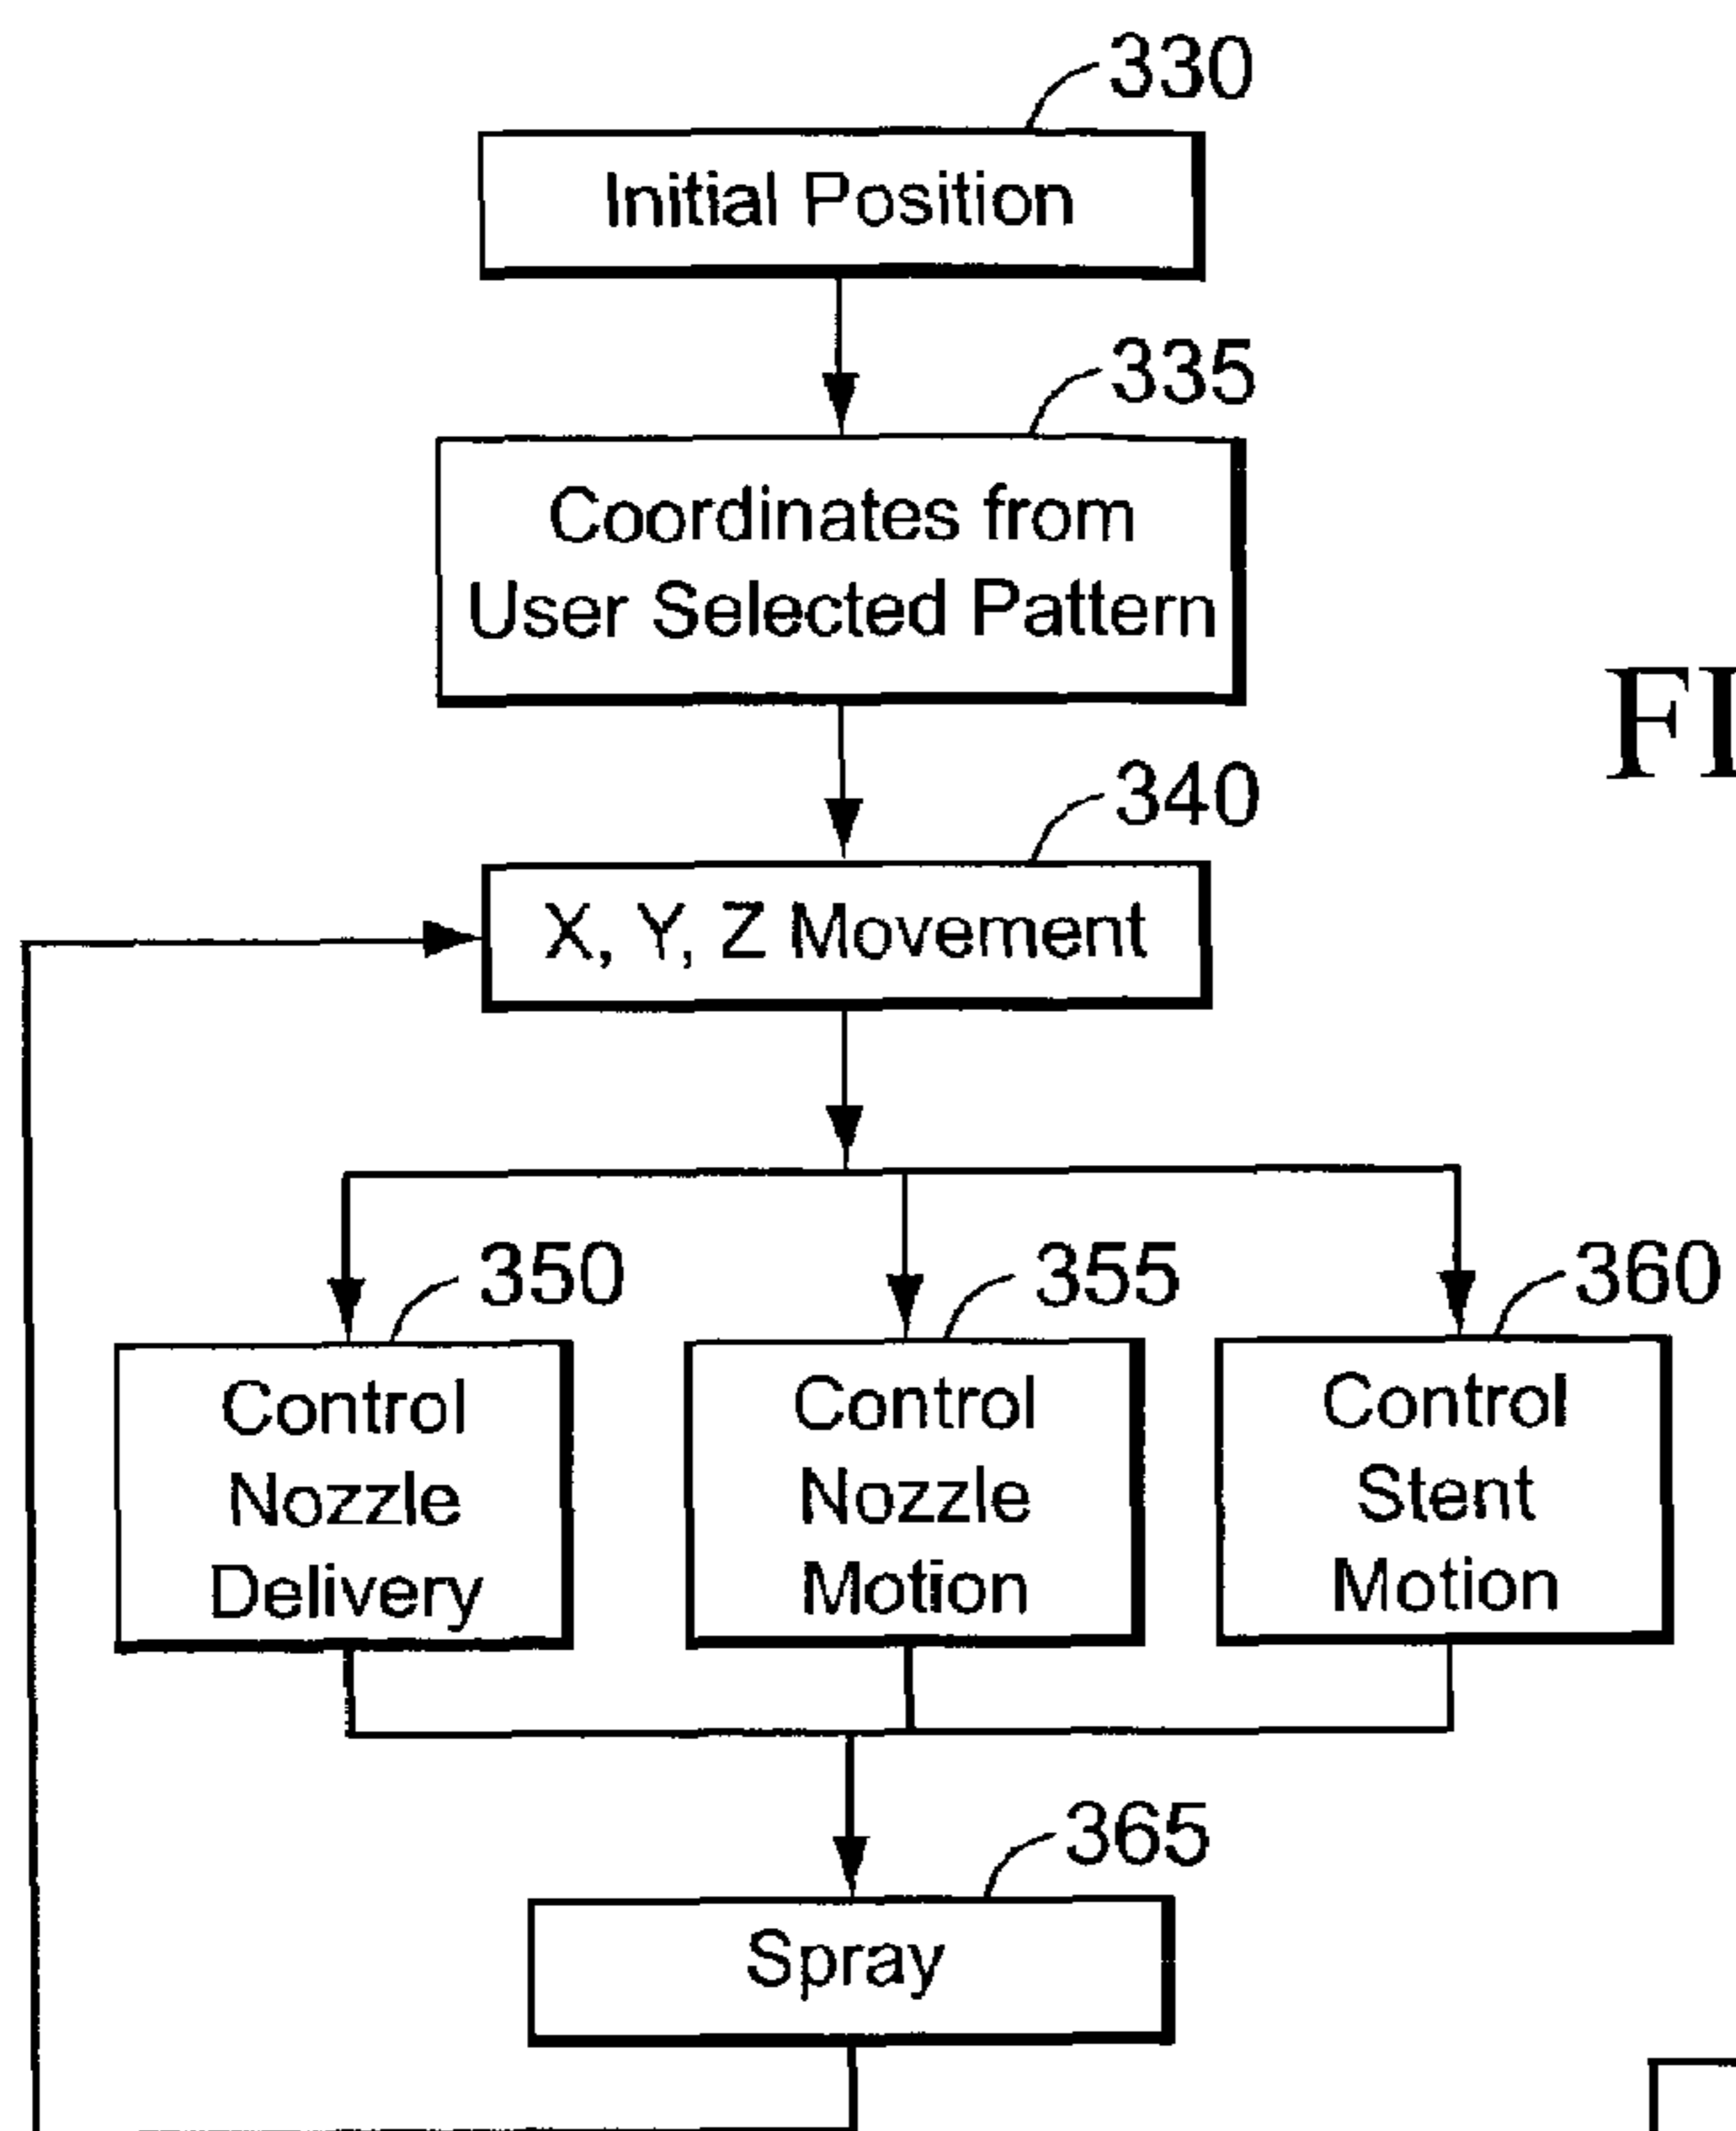 330
Initial Position
335
Coordinates from
User Selected Pattern
FI
340
X, Y, Z Movement
350
355
360
Control
Nozzle
Delivery
Control
Nozzle
Motion
Control
Stent
Motion
365
Spray